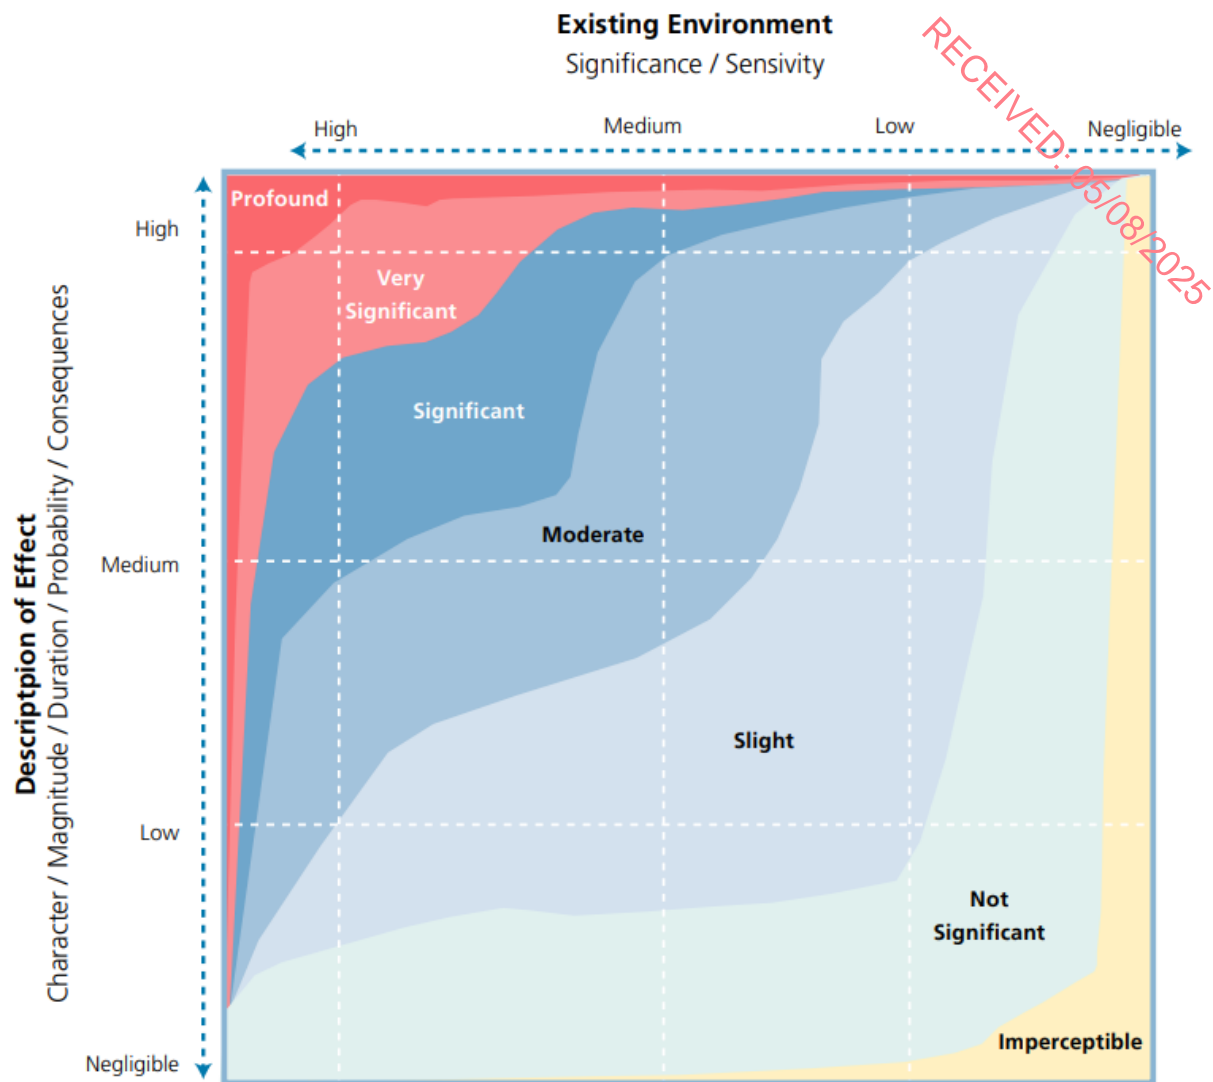 Existing Environment
Significance / Sensivity
RECEIVED: 05/08/2025
High
Medium
Low
Negligible
Profound
High
Very
Significant
Significant
Moderate
Medium
Descriptpion of Effect
Character / Magnitude / Duration / Probability / Consequences
Slight
Low
Not
Significant
Imperceptible
Negligible